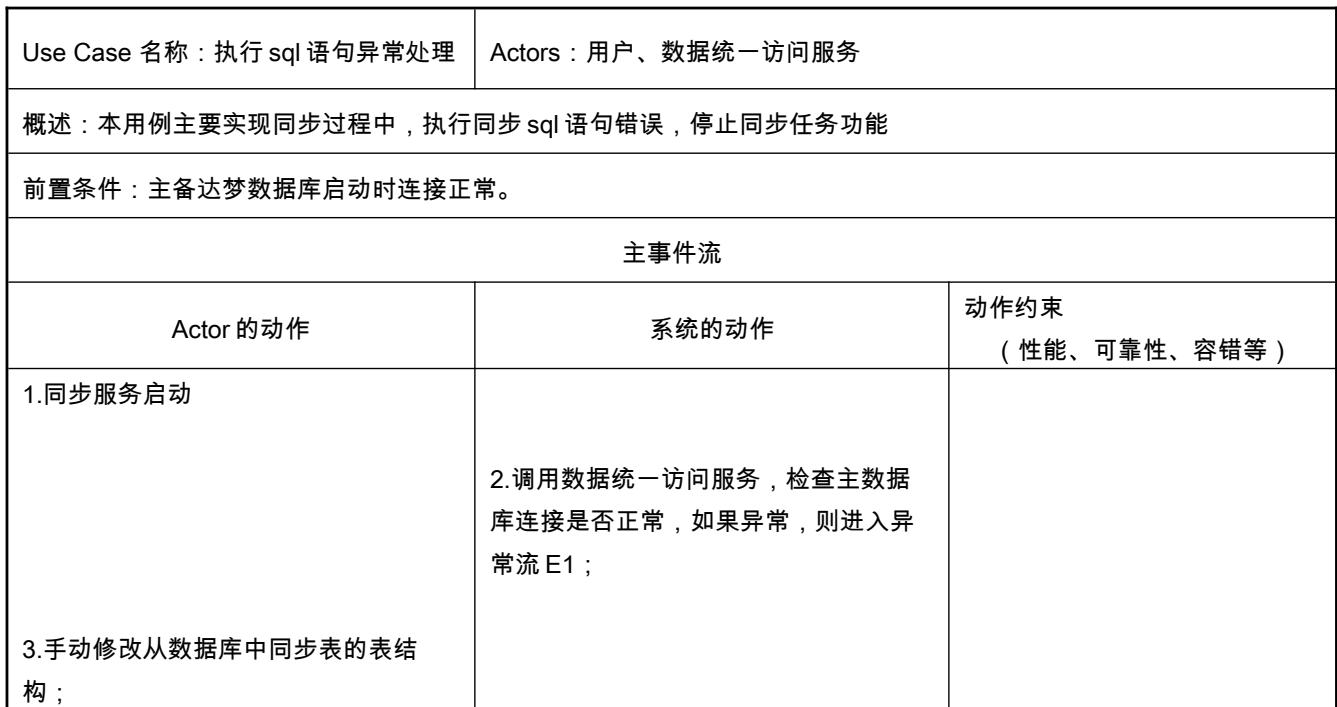 Use Case 名称：执行 sql 语句异常处理
Actors：用户、数据统一访问服务
概述：本用例主要实现同步过程中，执行同步 sql 语句错误，停止同步任务功能
前置条件：主备达梦数据库启动时连接正常。
主事件流
Actor 的动作
系统的动作
动作约束
（性能、可靠性、容错等）
1.同步服务启动
2.调用数据统一访问服务，检查主数据
库连接是否正常，如果异常，则进入异
常流 E1；
3.手动修改从数据库中同步表的表结
构；